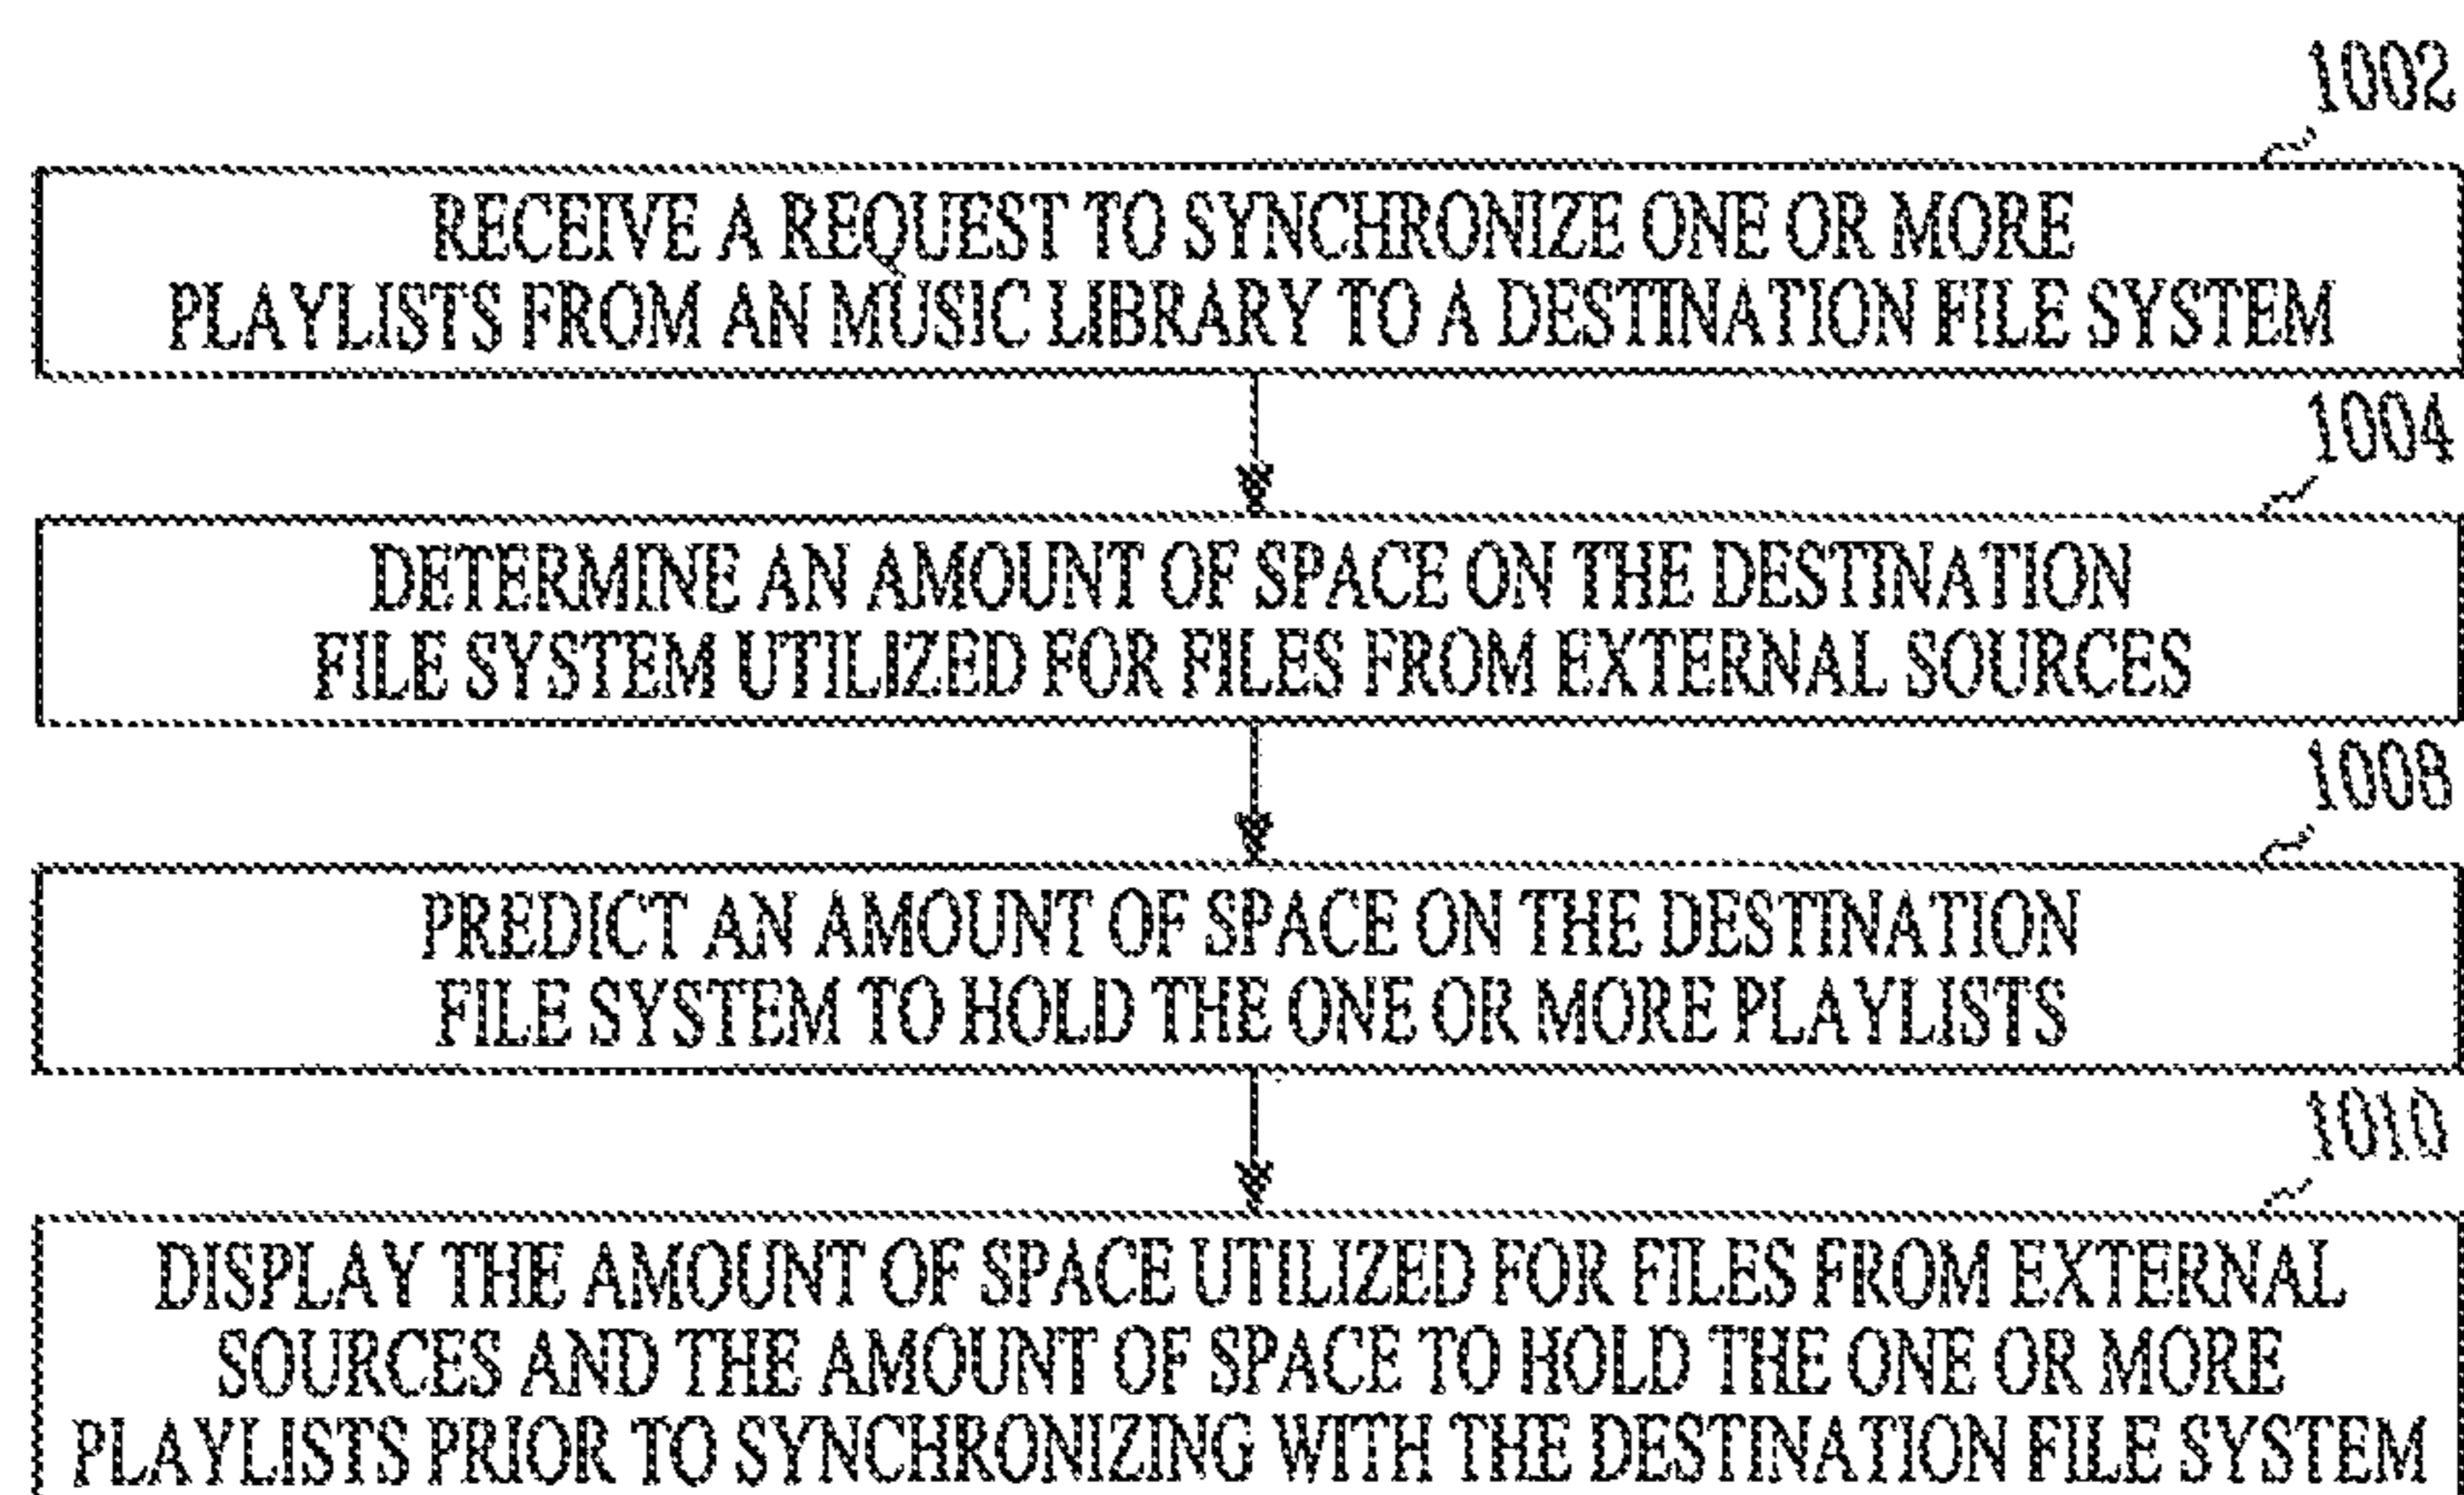 1002
RECEIVE A REQUEST TO SYNCHRONIZE ONE OR MORE
PLAYLISTS FROM AN MUSIC LIBRARY TO A DESTINATION FILE SYSTEM
1004
DETERMINE AN AMOUNT OF SPACE ON THE DESTINATION
FILE SYSTEM UTILIZED FOR FILES FROM EXTERNAL SOURCES
1008
PREDICT AN AMOUNT OF SPACE ON THE DESTINATION
FILE SYSTEM TO HOLD THE ONE OR MORE PLAYLISTS
1010
DISPLAY THE AMOUNT OF SPACE UTILIZED FOR FILES FROM EXTERNAL
SOURCES AND THE AMOUNT OF SPACE TO HOLD THE ONE OR MORE
PLAYLISTS PRIOR TO SYNCHRONIZING WITH THE DESTINATION FILE SYSTEM